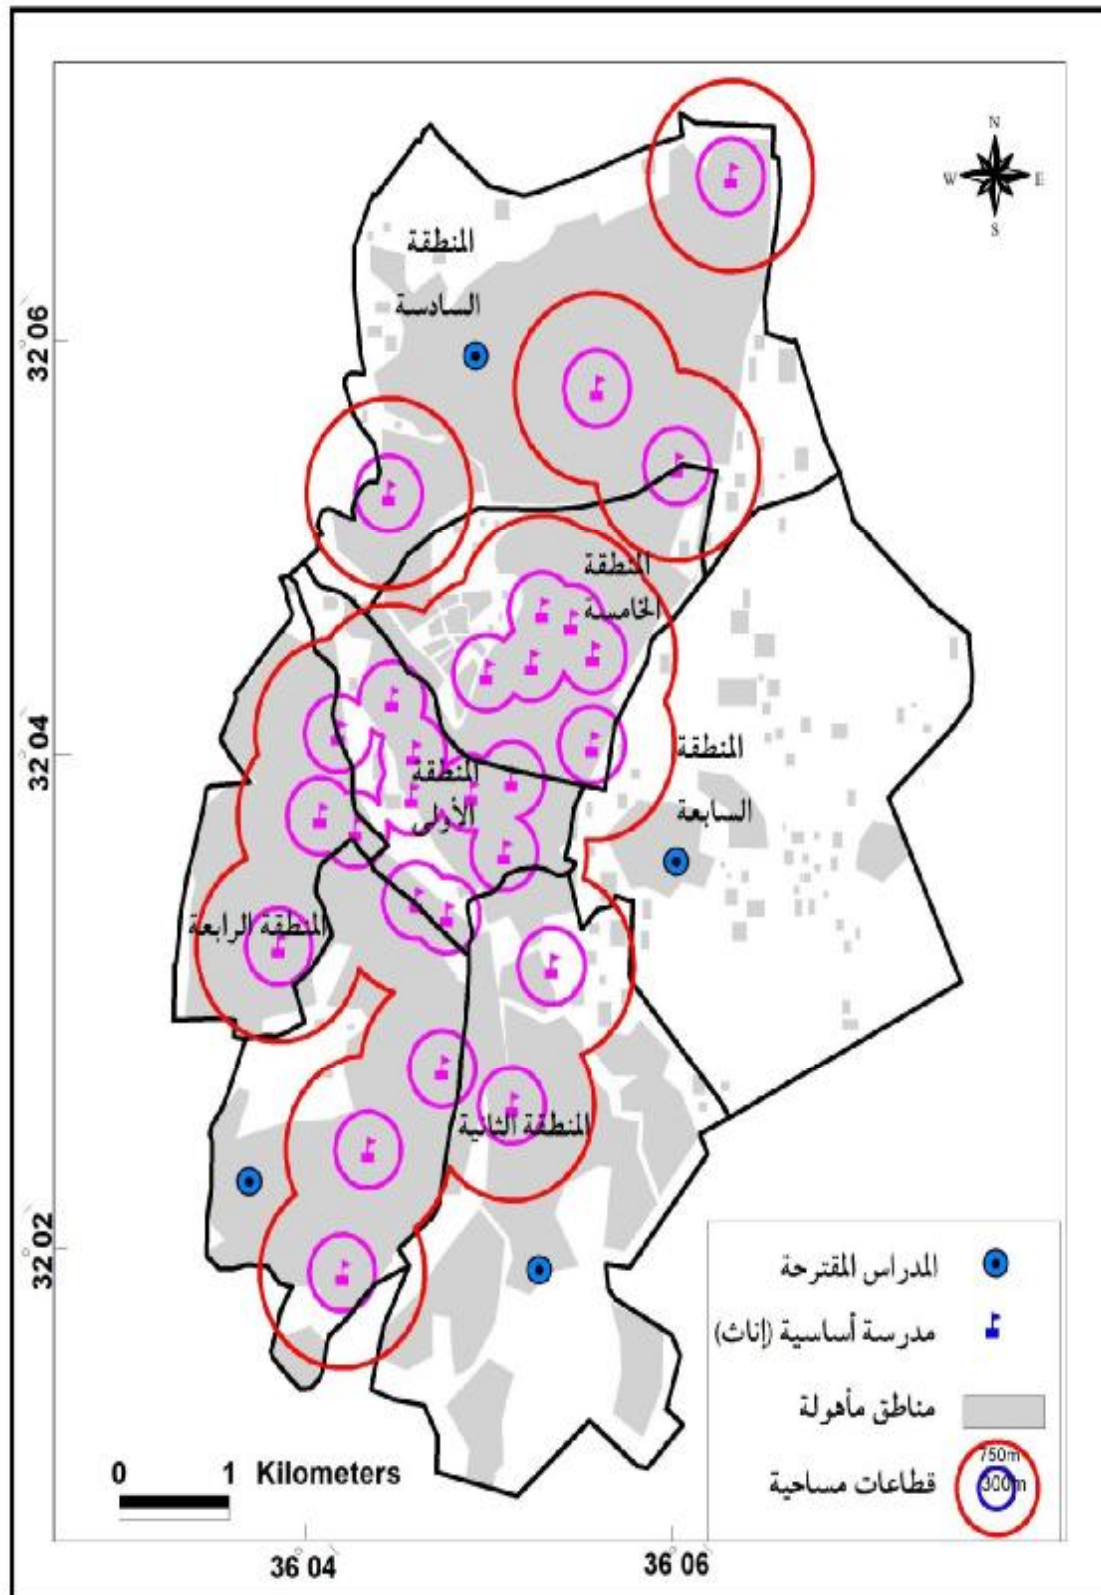 N
W E
S
المنطقة
السادسة
32° 06
المنطقة
الخامسة
32° 04
المنطقة
السابعة
المنطقة
الأولى
المنطقة الرابعة
المنطقة الثانية
32° 02
المدراس المقترحة
مدرسة أساسية (إناث)
مناطق مأهولة
قطاعات مساحية
750m
300m
0 1 Kilometers
36° 04
36° 06